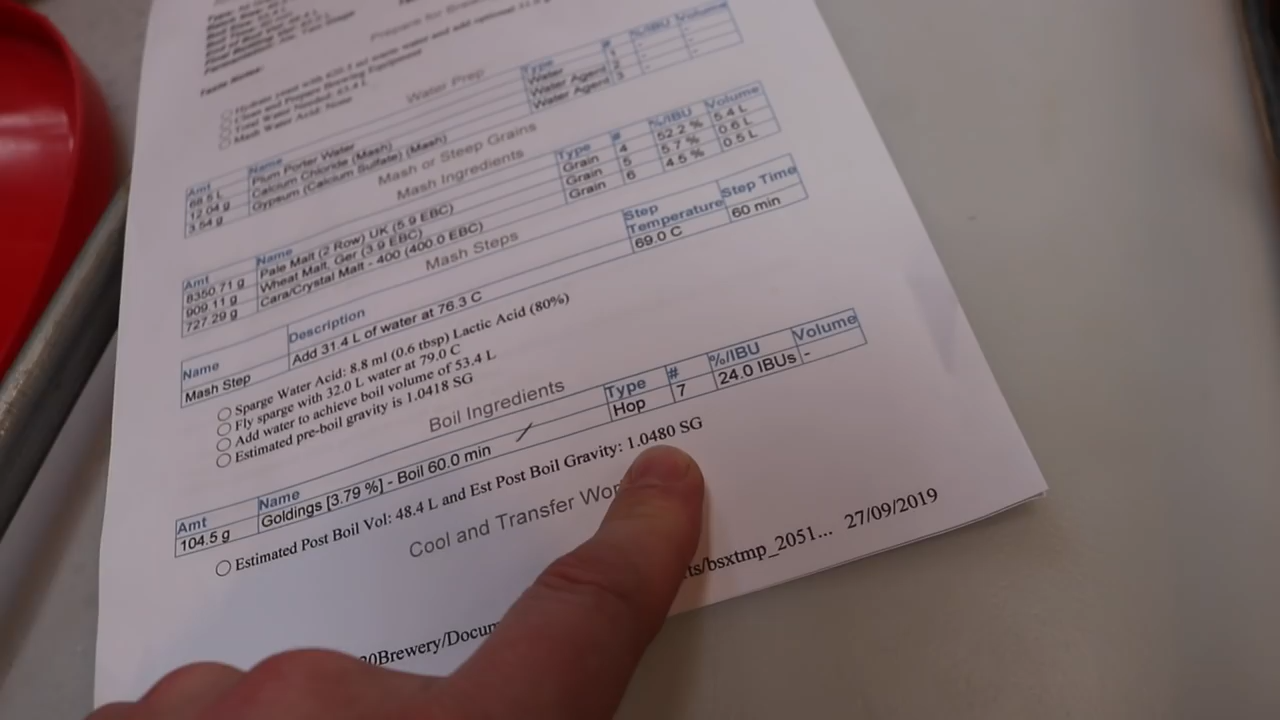 Water Prep
Amt Name Type # %/IBU Volume
68.5 L Plum Porter Water Water 1 - -
12.04 g Calcium Chloride (Mash) Water Agent 2 - -
3.54 g Gypsum (Calcium Sulfate) (Mash) Water Agent 3 - -
Mash or Steep Grains
Mash Ingredients
Amt Name Type # %/IBU Volume
8350.71 g Pale Malt (2 Row) UK (5.9 EBC) Grain 4 52.2 % 5.4 L
909.11 g Wheat Malt, Ger (3.9 EBC) Grain 5 5.7 % 0.6 L
727.29 g Cara/Crystal Malt - 400 (400.0 EBC) Grain 6 4.5 % 0.5 L
Mash Steps
Name Description Step Temperature Step Time
Mash Step Add 31.4 L of water at 76.3 C 69.0 C 60 min
Sparge Water Acid: 8.8 ml (0.6 tbsp) Lactic Acid (80%)
Fly sparge with 32.0 L water at 79.0 C
Add water to achieve boil volume of 53.4 L
Estimated pre-boil gravity is 1.0418 SG
Boil Ingredients
Amt Name Type # %/IBU Volume
104.5 g Goldings [3.79 %] - Boil 60.0 min Hop 7 24.0 IBUs -
Estimated Post Boil Vol: 48.4 L and Est Post Boil Gravity: 1.0480 SG
Cool and Transfer Wor
20Brewery/Docum ts/bsxtmp_2051... 27/09/2019